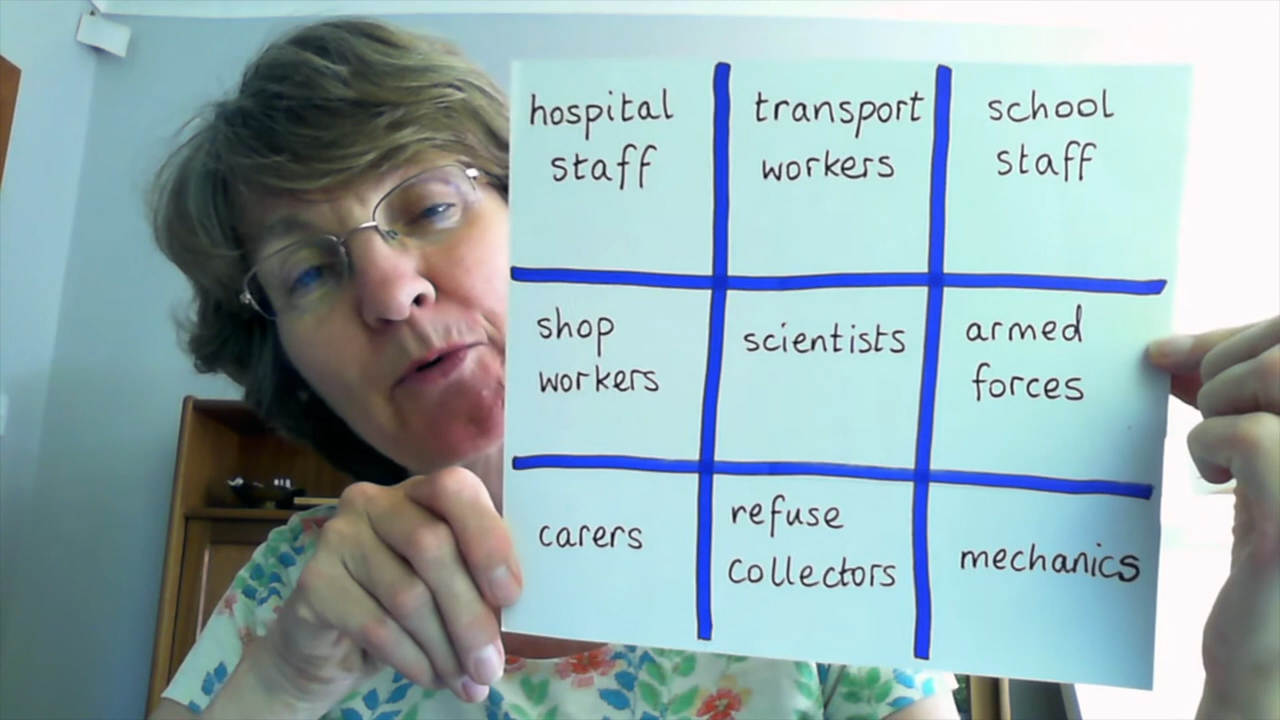 hospital
staff
transport
workers
school
staff
shop
workers
scientists
armed
forces
carers
refuse
collectors
mechanics